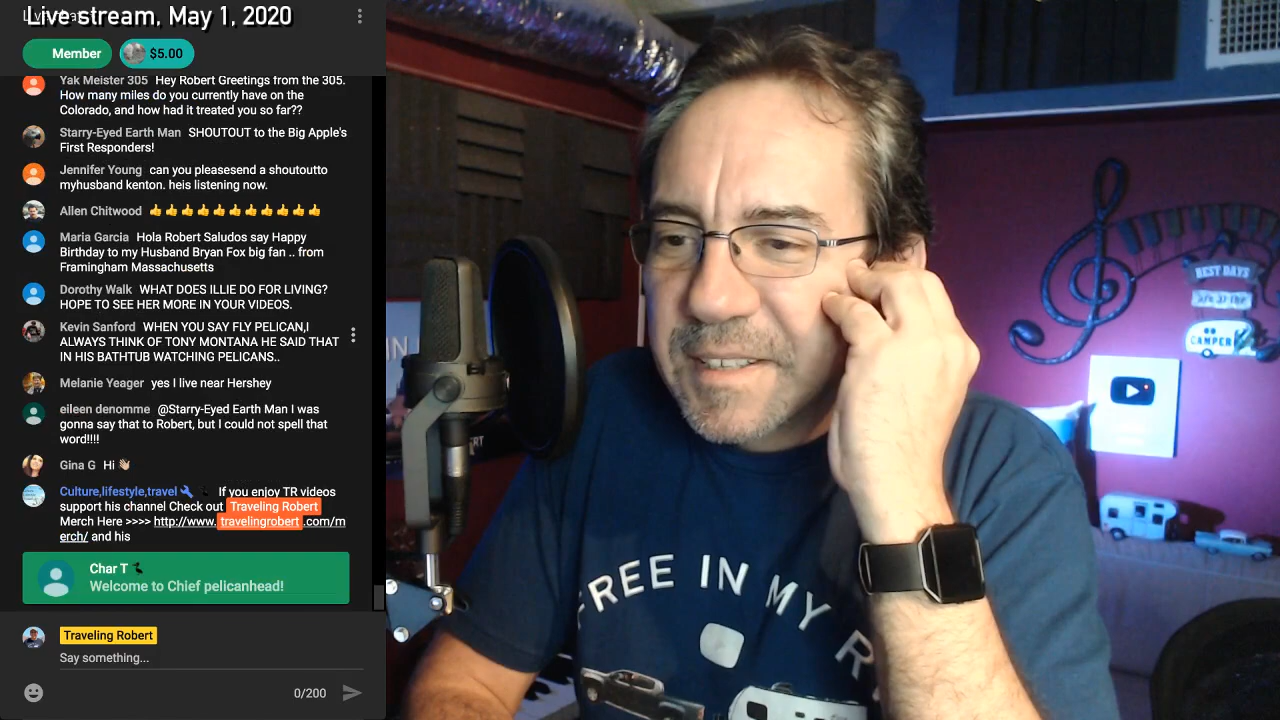 Live stream, May 1, 2020
Member
$5.00
Yak Meister 305 Hey Robert Greetings from the 305.
How many miles do you currently have on the
Colorado, and how had it treated you so far??
Starry-Eyed Earth Man SHOUTOUT to the Big Apple's
First Responders!
Jennifer Young can you pleasesend a shoutoutto
myhusband kenton. heis listening now.
Allen Chitwood 👍👍👍👍👍👍👍👍👍👍👍
Maria Garcia Hola Robert Saludos say Happy
Birthday to my Husband Bryan Fox big fan .. from
Framingham Massachusetts
Dorothy Walk WHAT DOES ILLIE DO FOR LIVING?
HOPE TO SEE HER MORE IN YOUR VIDEOS.
Kevin Sanford WHEN YOU SAY FLY PELICAN,I
ALWAYS THINK OF TONY MONTANA HE SAID THAT
IN HIS BATHTUB WATCHING PELICANS..
Melanie Yeager yes I live near Hershey
eileen denomme @Starry-Eyed Earth Man I was
gonna say that to Robert, but I could not spell that
word!!!!
Gina G Hi 👋🏼
Culture,lifestyle,travel If you enjoy TR videos
support his channel Check out Traveling Robert
Merch Here >>>> http://www.travelingrobert.com/m
erch/ and his
Char T
Welcome to Chief pelicanhead!
Traveling Robert
Say something...
0/200
BEST DAYS
CAMPER
FREE IN MY R